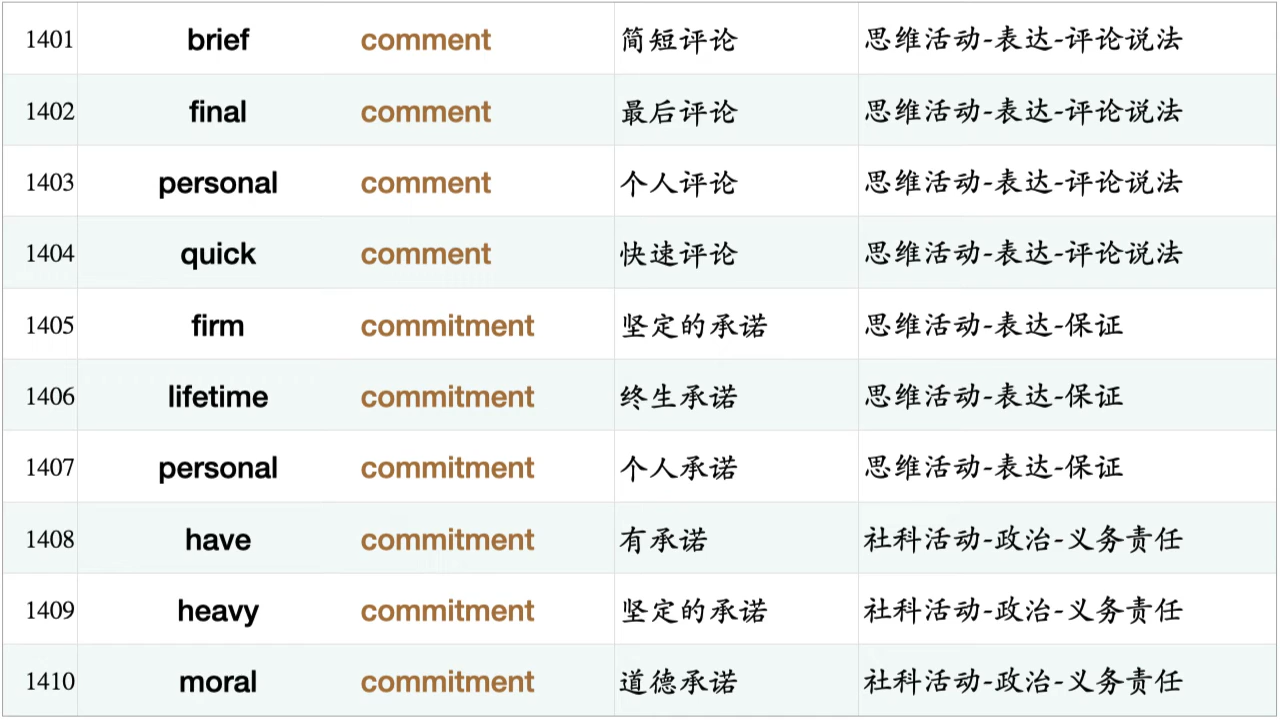 1401 brief comment 简短评论 思维活动-表达-评论说法
1402 final comment 最后评论 思维活动-表达-评论说法
1403 personal comment 个人评论 思维活动-表达-评论说法
1404 quick comment 快速评论 思维活动-表达-评论说法
1405 firm commitment 坚定的承诺 思维活动-表达-保证
1406 lifetime commitment 终生承诺 思维活动-表达-保证
1407 personal commitment 个人承诺 思维活动-表达-保证
1408 have commitment 有承诺 社科活动-政治-义务责任
1409 heavy commitment 坚定的承诺 社科活动-政治-义务责任
1410 moral commitment 道德承诺 社科活动-政治-义务责任